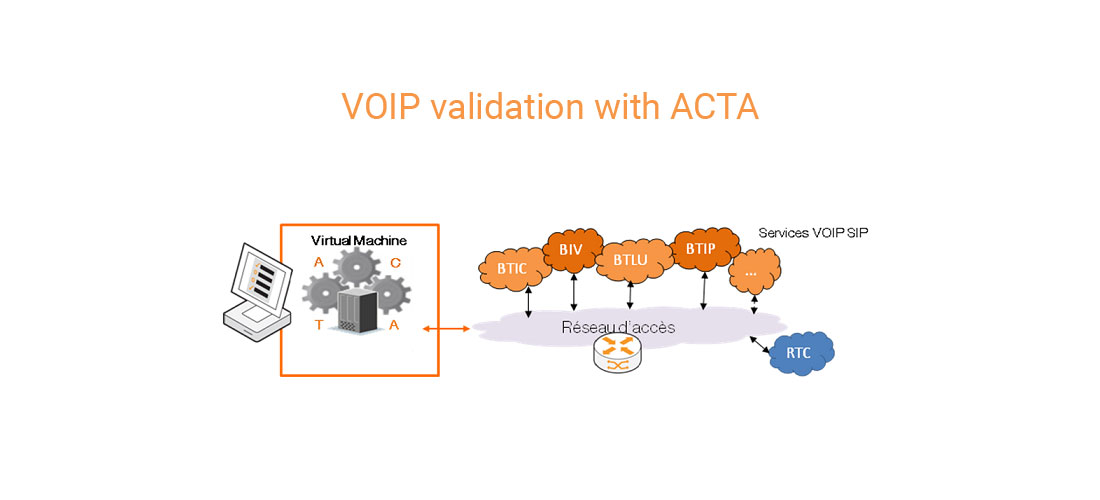 VOIP validation with ACTA
Virtual Machine
A C
T A
Services VOIP SIP
BTIC
BIV
BTLU
BTIP
...
Réseau d'accès
RTC